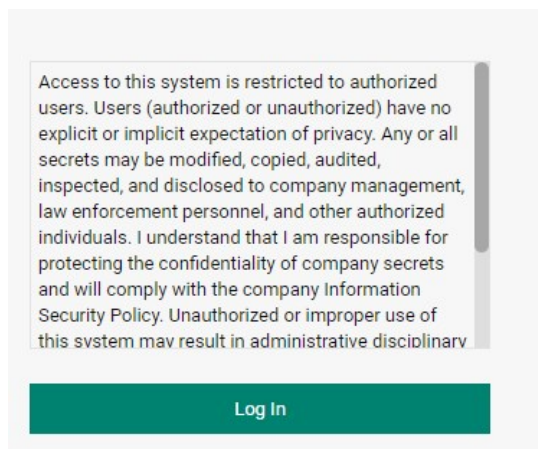 Access to this system is restricted to authorized
users. Users (authorized or unauthorized) have no
explicit or implicit expectation of privacy. Any or all
secrets may be modified, copied, audited,
inspected, and disclosed to company management,
law enforcement personnel, and other authorized
individuals. I understand that I am responsible for
protecting the confidentiality of company secrets
and will comply with the company Information
Security Policy. Unauthorized or improper use of
this system may result in administrative disciplinary
Log In